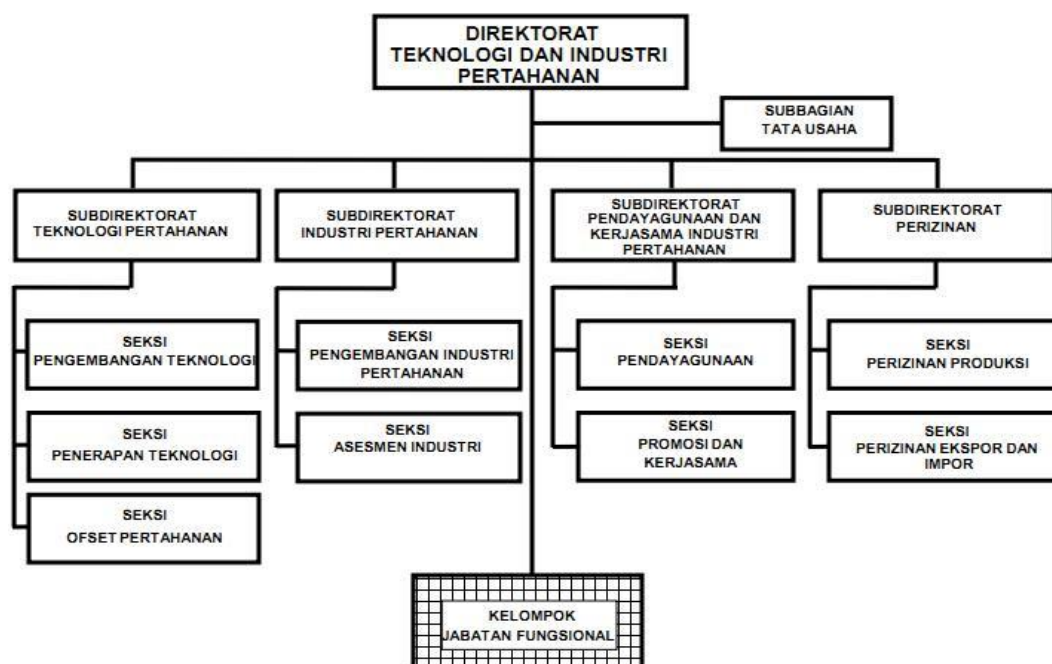 DIREKTORAT
TEKNOLOGI DAN INDUSTRI
PERTAHANAN
SUBBAGIAN
TATA USAHA
SUBDIREKTORAT
TEKNOLOGI PERTAHANAN
SUBDIREKTORAT
INDUSTRI PERTAHANAN
SUBDIREKTORAT
PENDAYAGUNAAN DAN
KERJASAMA INDUSTRI
PERTAHANAN
SUBDIREKTORAT
PERIZINAN
SEKSI
PENGEMBANGAN TEKNOLOGI
SEKSI
PENGEMBANGAN INDUSTRI
PERTAHANAN
SEKSI
PENDAYAGUNAAN
SEKSI
PERIZINAN PRODUKSI
SEKSI
PENERAPAN TEKNOLOGI
SEKSI
ASESMEN INDUSTRI
SEKSI
PROMOSI DAN
KERJASAMA
SEKSI
PERIZINAN EKSPOR DAN
IMPOR
SEKSI
OFSET PERTAHANAN
KELOMPOK
JABATAN FUNGSIONAL